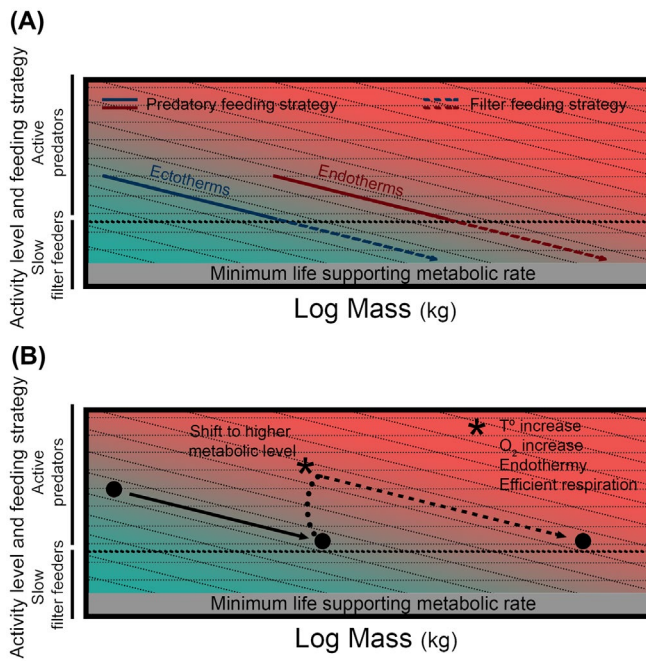 (A)
Activity level and feeding strategy
Active
predators
Slow
filter feeders
Predatory feeding strategy
Filter feeding strategy
Ectotherms
Endotherms
Minimum life supporting metabolic rate
Log Mass (kg)
(B)
Activity level and feeding strategy
Active
predators
Slow
filter feeders
Shift to higher
metabolic level
*
* Tº increase
O₂ increase
Endothermy
Efficient respiration
Minimum life supporting metabolic rate
Log Mass (kg)